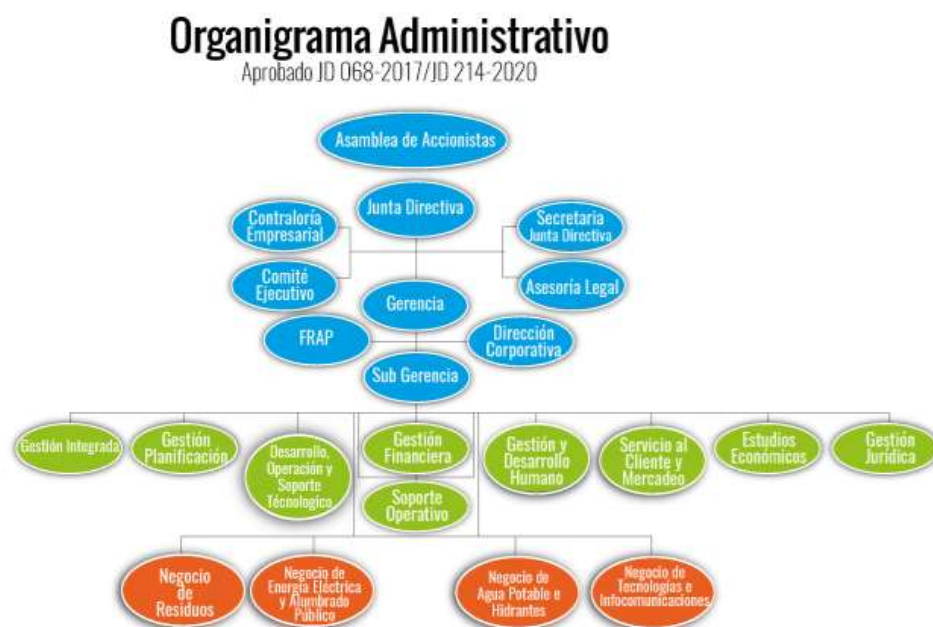 Organigrama Administrativo
Aprobado JD 068-2017/JD 214-2020
Asamblea de Accionistas
Junta Directiva
Contraloría
Empresarial
Secretaria
Junta Directiva
Comité
Ejecutivo
Asesoría Legal
Gerencia
FRAP
Dirección
Corporativa
Sub Gerencia
Gestión Integrada
Gestión
Planificación
Desarrollo,
Operación y
Soporte
Técnologico
Gestión
Financiera
Gestión y
Desarrollo
Humano
Servicio al
Cliente y
Mercadeo
Estudios
Económicos
Gestión
Jurídica
Soporte
Operativo
Negocio
de
Residuos
Negocio de
Energía Eléctrica
y Alumbrado
Público
Negocio de
Agua Potable e
Hidrantes
Negocio de
Tecnologías e
Infocomunicaciones